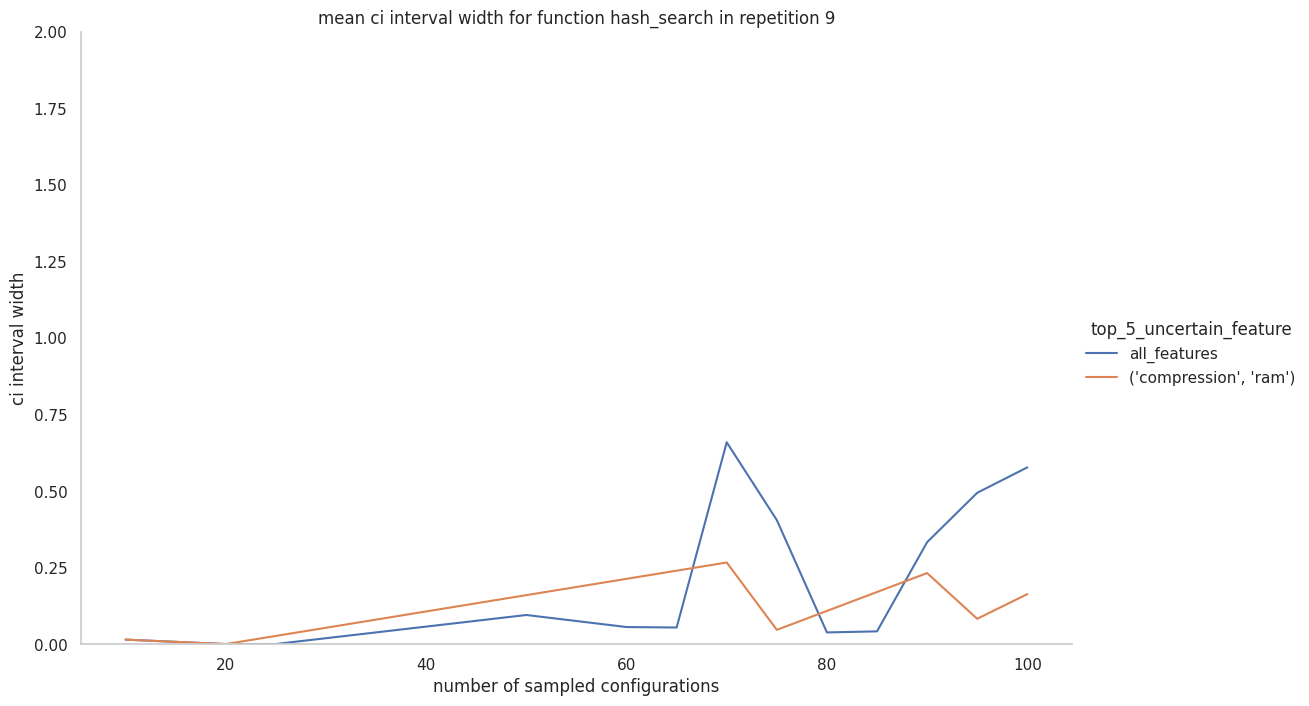 mean ci interval width for function hash_search in repetition 9
2.00
1.75
1.50
1.25
1.00
0.75
0.50
0.25
0.00
ci interval width
20
40
60
80
100
number of sampled configurations
top_5_uncertain_feature
all_features
('compression', 'ram')